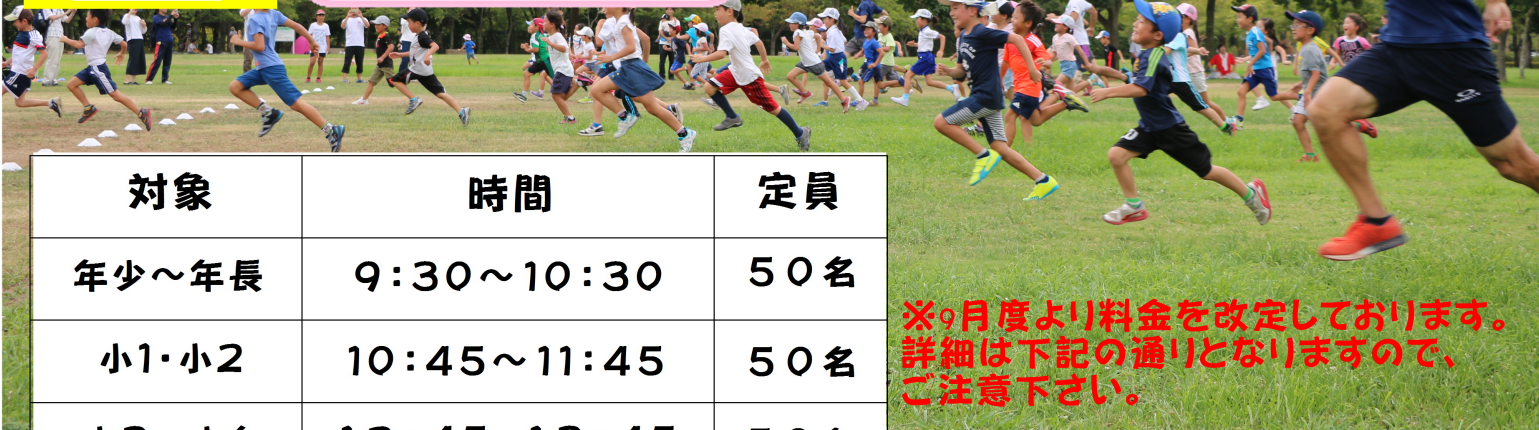 対象 時間 定員
年少～年長 9：30～10：30 50名
小1・小2 10：45～11：45 50名
※9月度より料金を改定しております。
詳細は下記の通りとなりますので、
ご注意下さい。